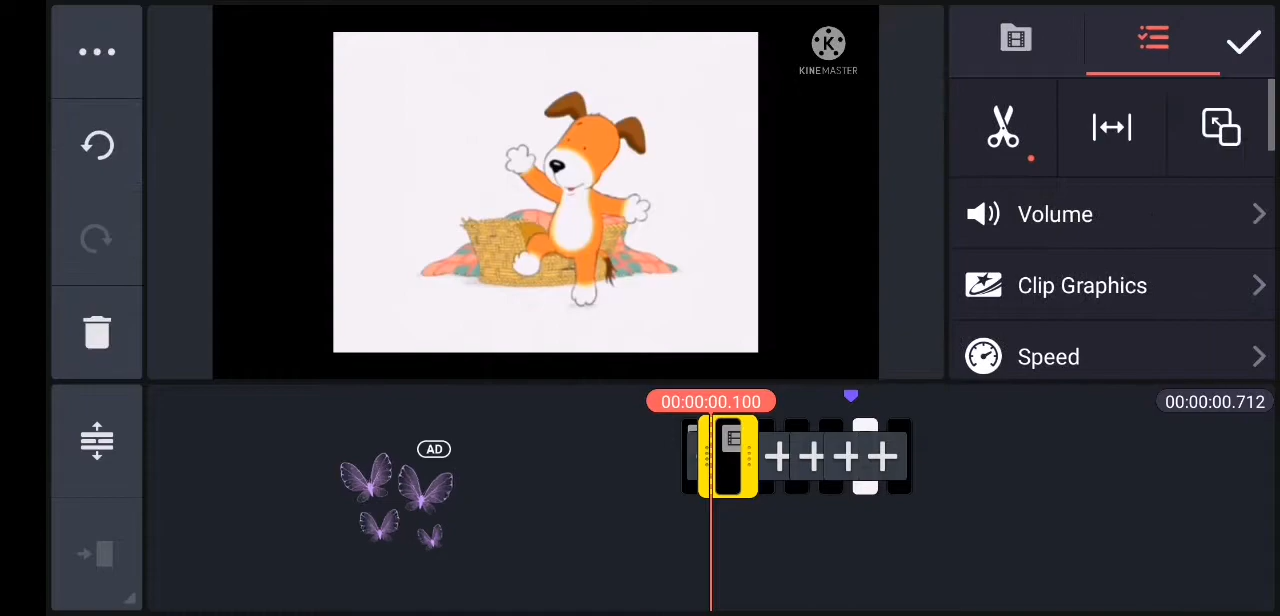 KINEMASTER
Volume
Clip Graphics
Speed
00:00:00.100
00:00:00.712
AD